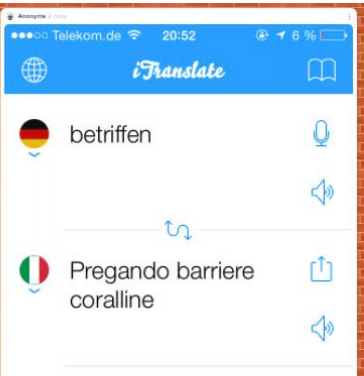 Anonyme
Telekom.de 20:52 6 %
iTranslate
betriffen
Pregando barriere
coralline